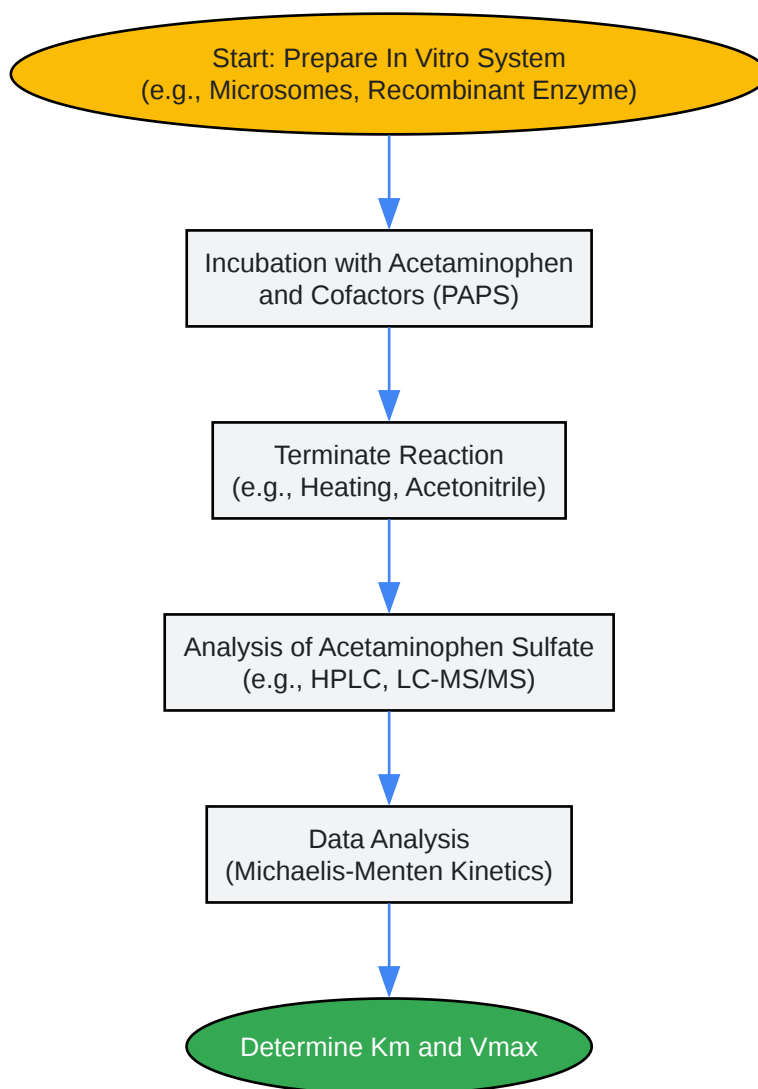 Start: Prepare In Vitro System
(e.g., Microsomes, Recombinant Enzyme)
Incubation with Acetaminophen
and Cofactors (PAPS)
Terminate Reaction
(e.g., Heating, Acetonitrile)
Analysis of Acetaminophen Sulfate
(e.g., HPLC, LC-MS/MS)
Data Analysis
(Michaelis-Menten Kinetics)
Determine Km and Vmax